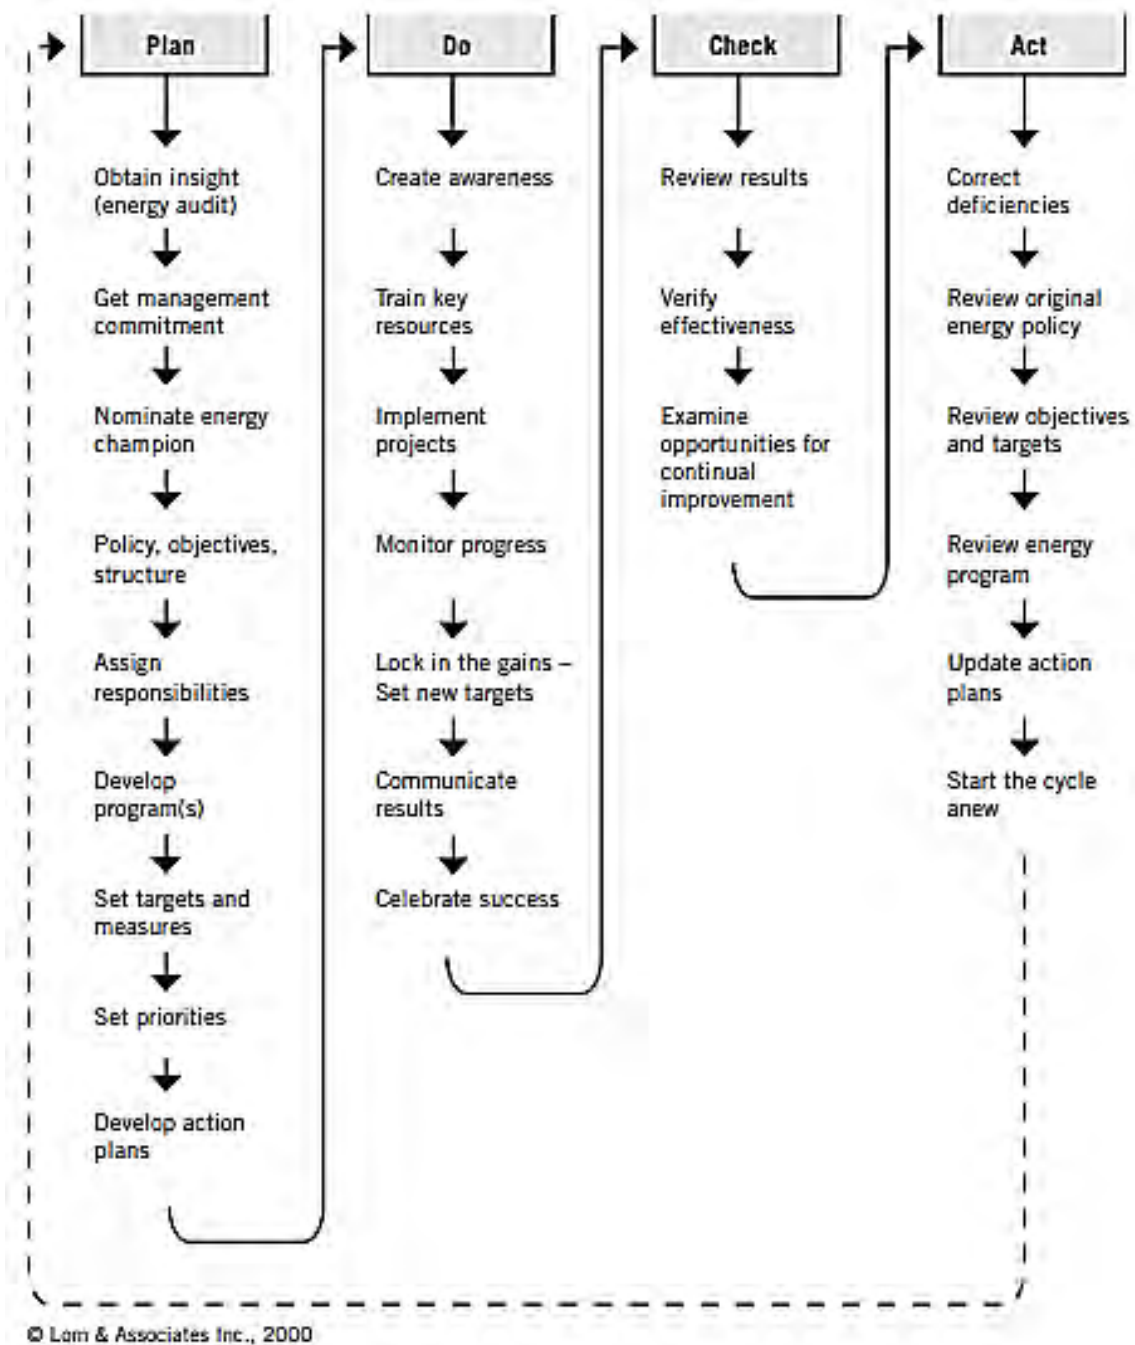 Plan
Obtain insight
(energy audit)
Get management
commitment
Nominate energy
champion
Policy, objectives,
structure
Assign
responsibilities
Develop
program(s)
Set targets and
measures
Set priorities
Develop action
plans
Do
Create awareness
Train key
resources
Implement
projects
Monitor progress
Lock in the gains –
Set new targets
Communicate
results
Celebrate success
Check
Review results
Verify
effectiveness
Examine
opportunities for
continual
improvement
Act
Correct
deficiencies
Review original
energy policy
Review objectives
and targets
Review energy
program
Update action
plans
Start the cycle
anew
© Lom & Associates Inc., 2000